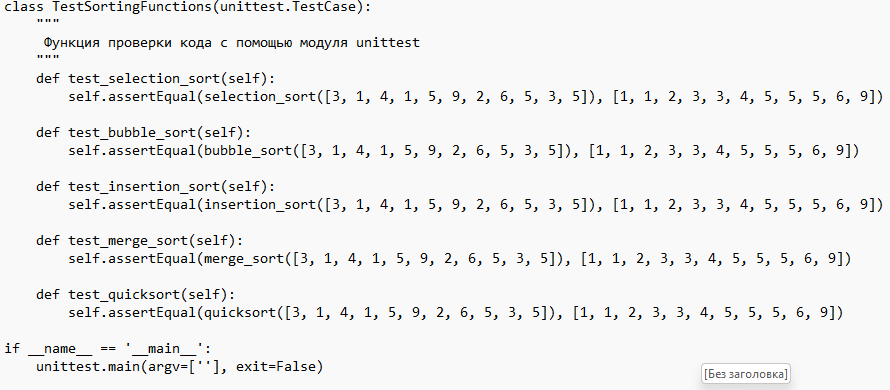 class TestSortingFunctions(unittest.TestCase):
    """
     Функция проверки кода с помощью модуля unittest
    """
    def test_selection_sort(self):
        self.assertEqual(selection_sort([3, 1, 4, 1, 5, 9, 2, 6, 5, 3, 5]), [1, 1, 2, 3, 3, 4, 5, 5, 5, 6, 9])

    def test_bubble_sort(self):
        self.assertEqual(bubble_sort([3, 1, 4, 1, 5, 9, 2, 6, 5, 3, 5]), [1, 1, 2, 3, 3, 4, 5, 5, 5, 6, 9])

    def test_insertion_sort(self):
        self.assertEqual(insertion_sort([3, 1, 4, 1, 5, 9, 2, 6, 5, 3, 5]), [1, 1, 2, 3, 3, 4, 5, 5, 5, 6, 9])

    def test_merge_sort(self):
        self.assertEqual(merge_sort([3, 1, 4, 1, 5, 9, 2, 6, 5, 3, 5]), [1, 1, 2, 3, 3, 4, 5, 5, 5, 6, 9])

    def test_quicksort(self):
        self.assertEqual(quicksort([3, 1, 4, 1, 5, 9, 2, 6, 5, 3, 5]), [1, 1, 2, 3, 3, 4, 5, 5, 5, 6, 9])

if __name__ == '__main__':
    unittest.main(argv=[''], exit=False)
[Без заголовка]